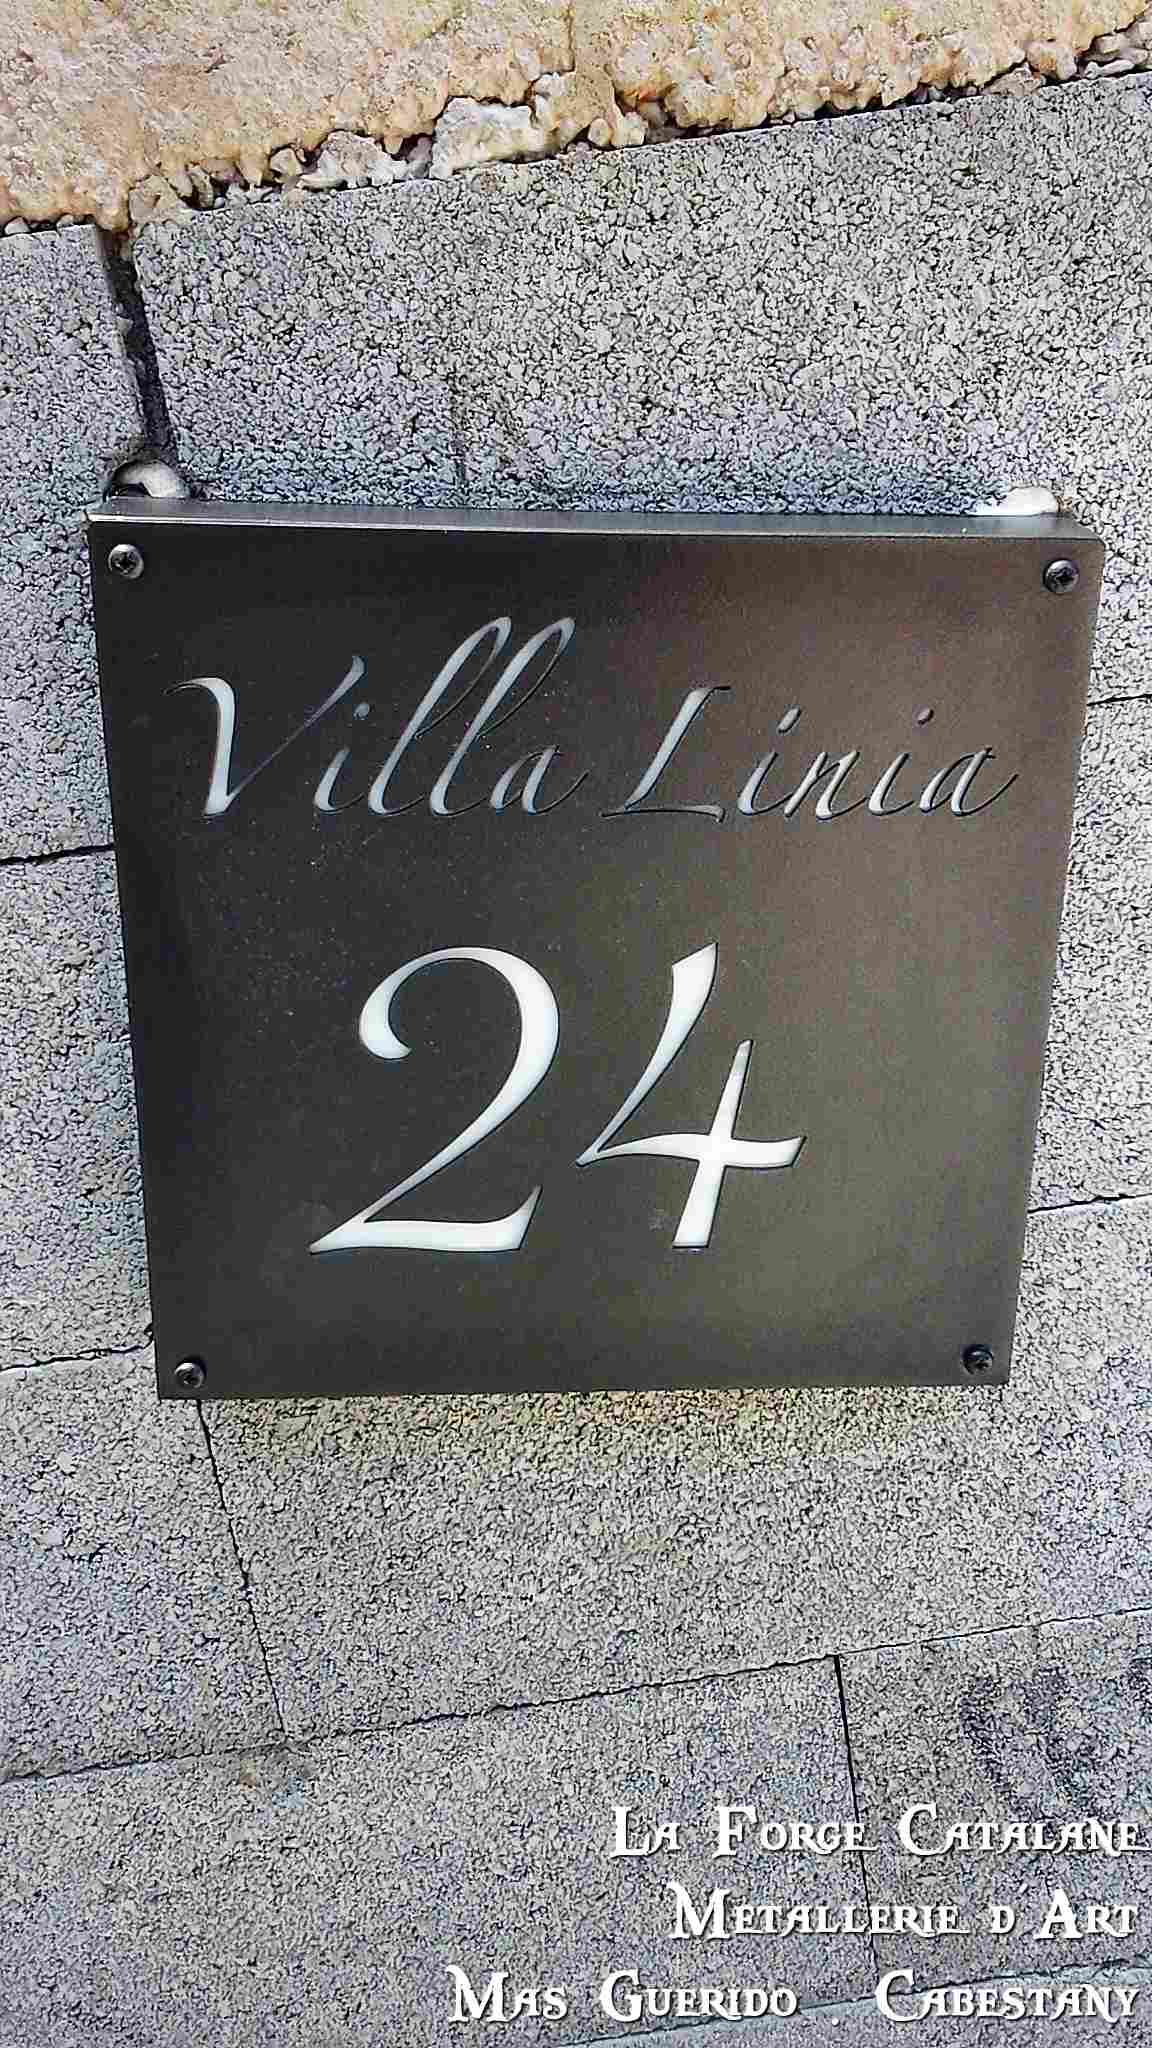 Villa Linia
24
La Forge Catalane
Metallerie d'Art
Mas Guerido . Cabestany